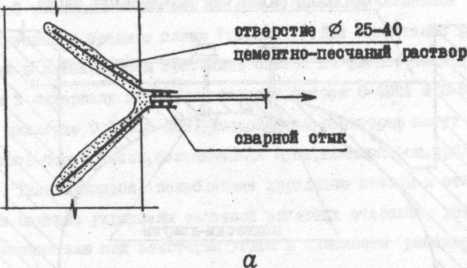 отверстие ∅ 25-40
цементно-песчаный раствор
сварной стык
а